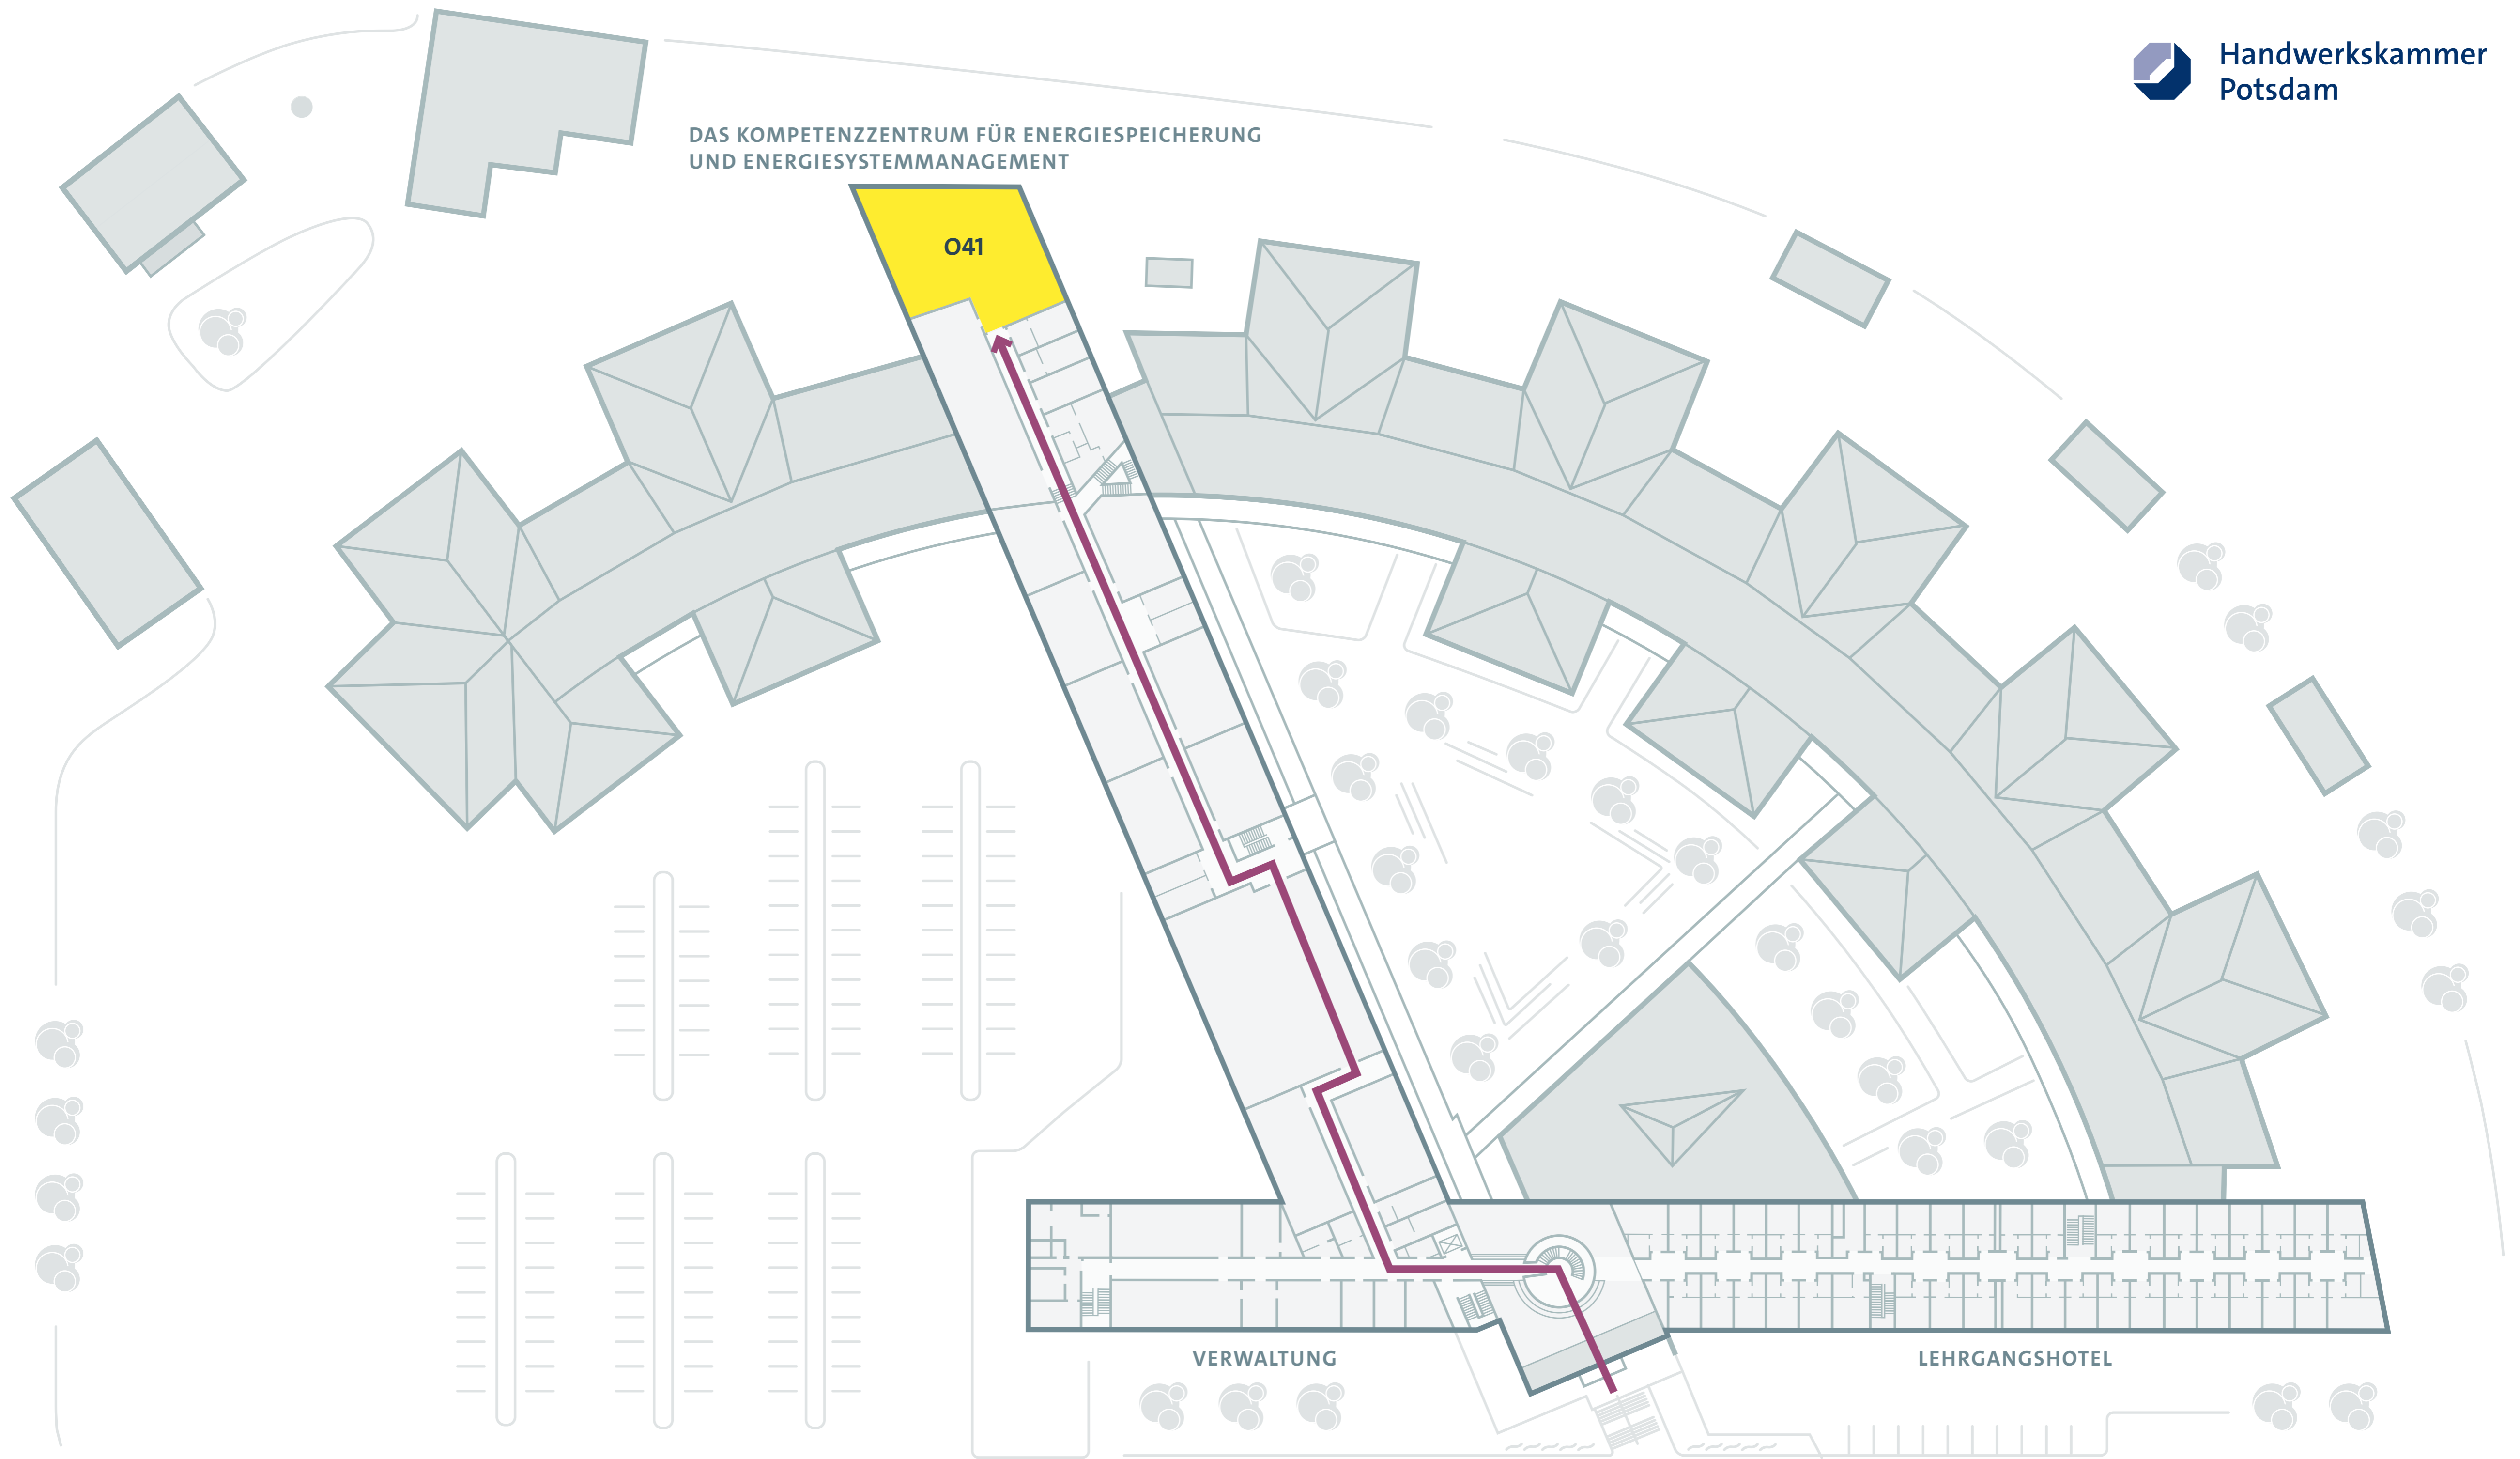 Handwerkskammer
Potsdam
DAS KOMPETENZZENTRUM FÜR ENERGIESPEICHERUNG
UND ENERGIESYSTEMMANAGEMENT
O41
VERWALTUNG
LEHRGANGSHOTEL